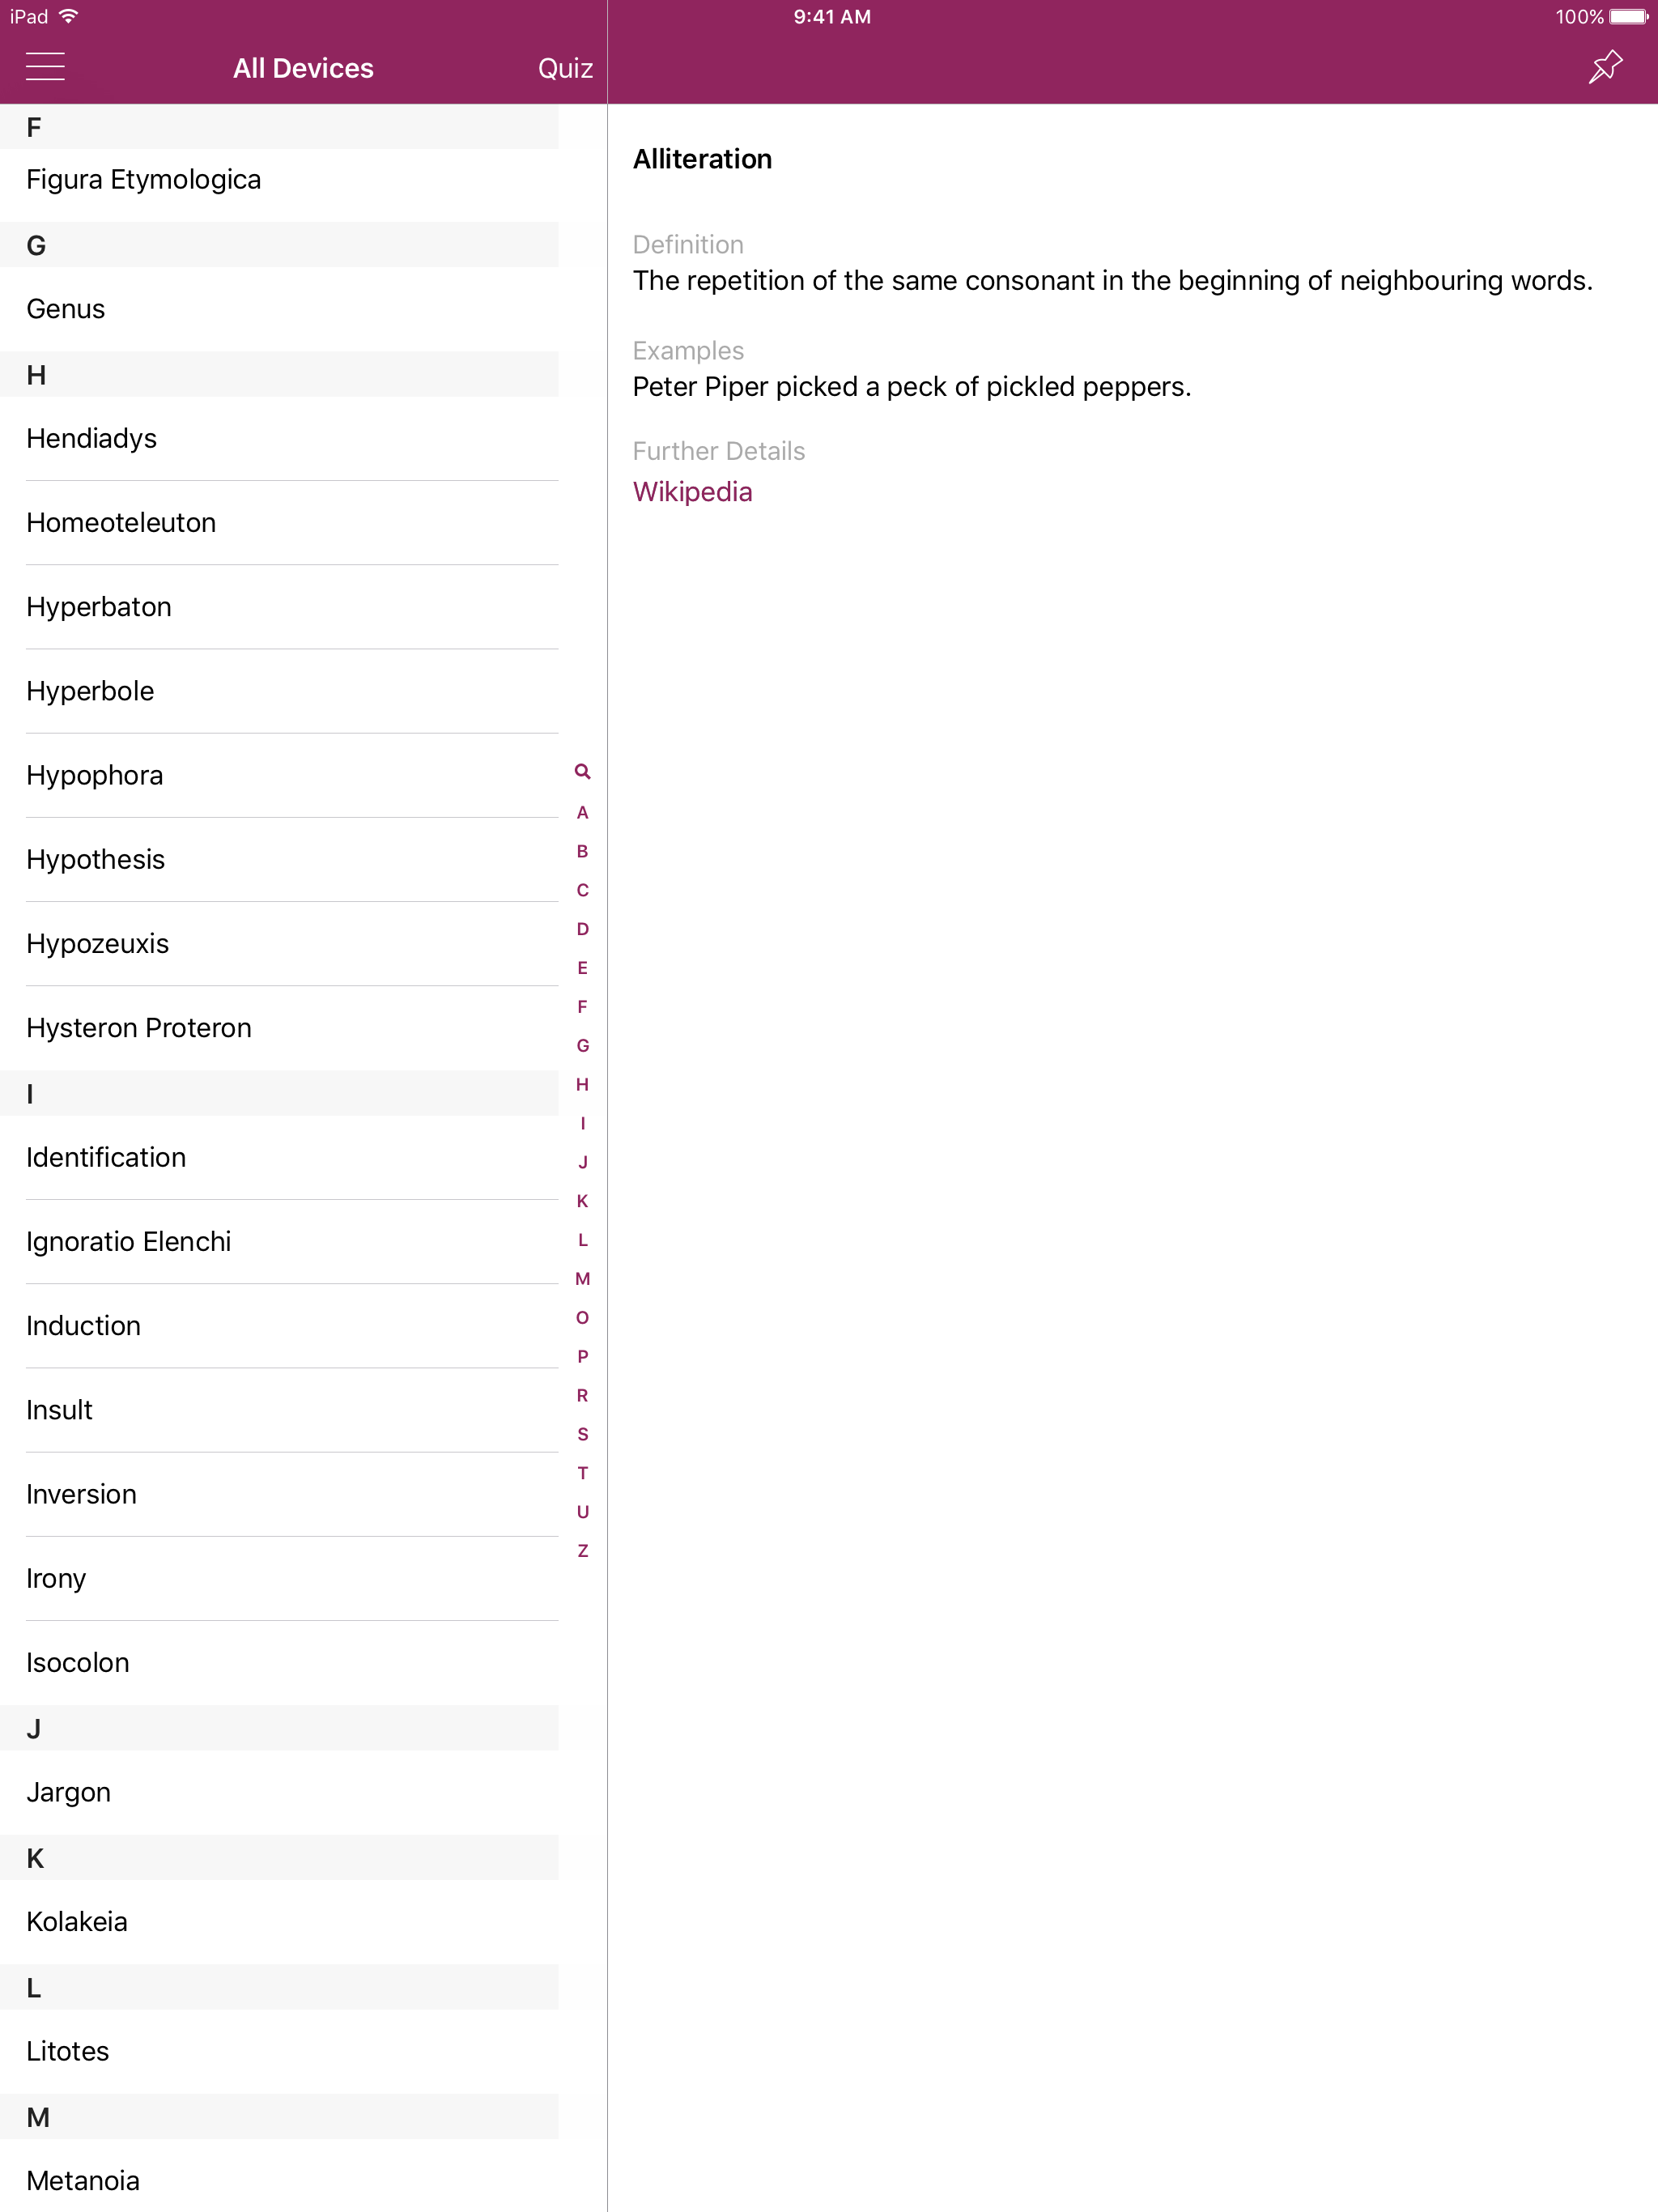 iPad
9:41 AM
100%
All Devices
Quiz
F
Figura Etymologica
G
Genus
H
Hendiadys
Homeoteleuton
Hyperbaton
Hyperbole
Hypophora
Hypothesis
Hypozeuxis
Hysteron Proteron
I
Identification
Ignoratio Elenchi
Induction
Insult
Inversion
Irony
Isocolon
J
Jargon
K
Kolakeia
L
Litotes
M
Metanoia
A
B
C
D
E
F
G
H
I
J
K
L
M
O
P
R
S
T
U
Z
Alliteration
Definition
The repetition of the same consonant in the beginning of neighbouring words.
Examples
Peter Piper picked a peck of pickled peppers.
Further Details
Wikipedia